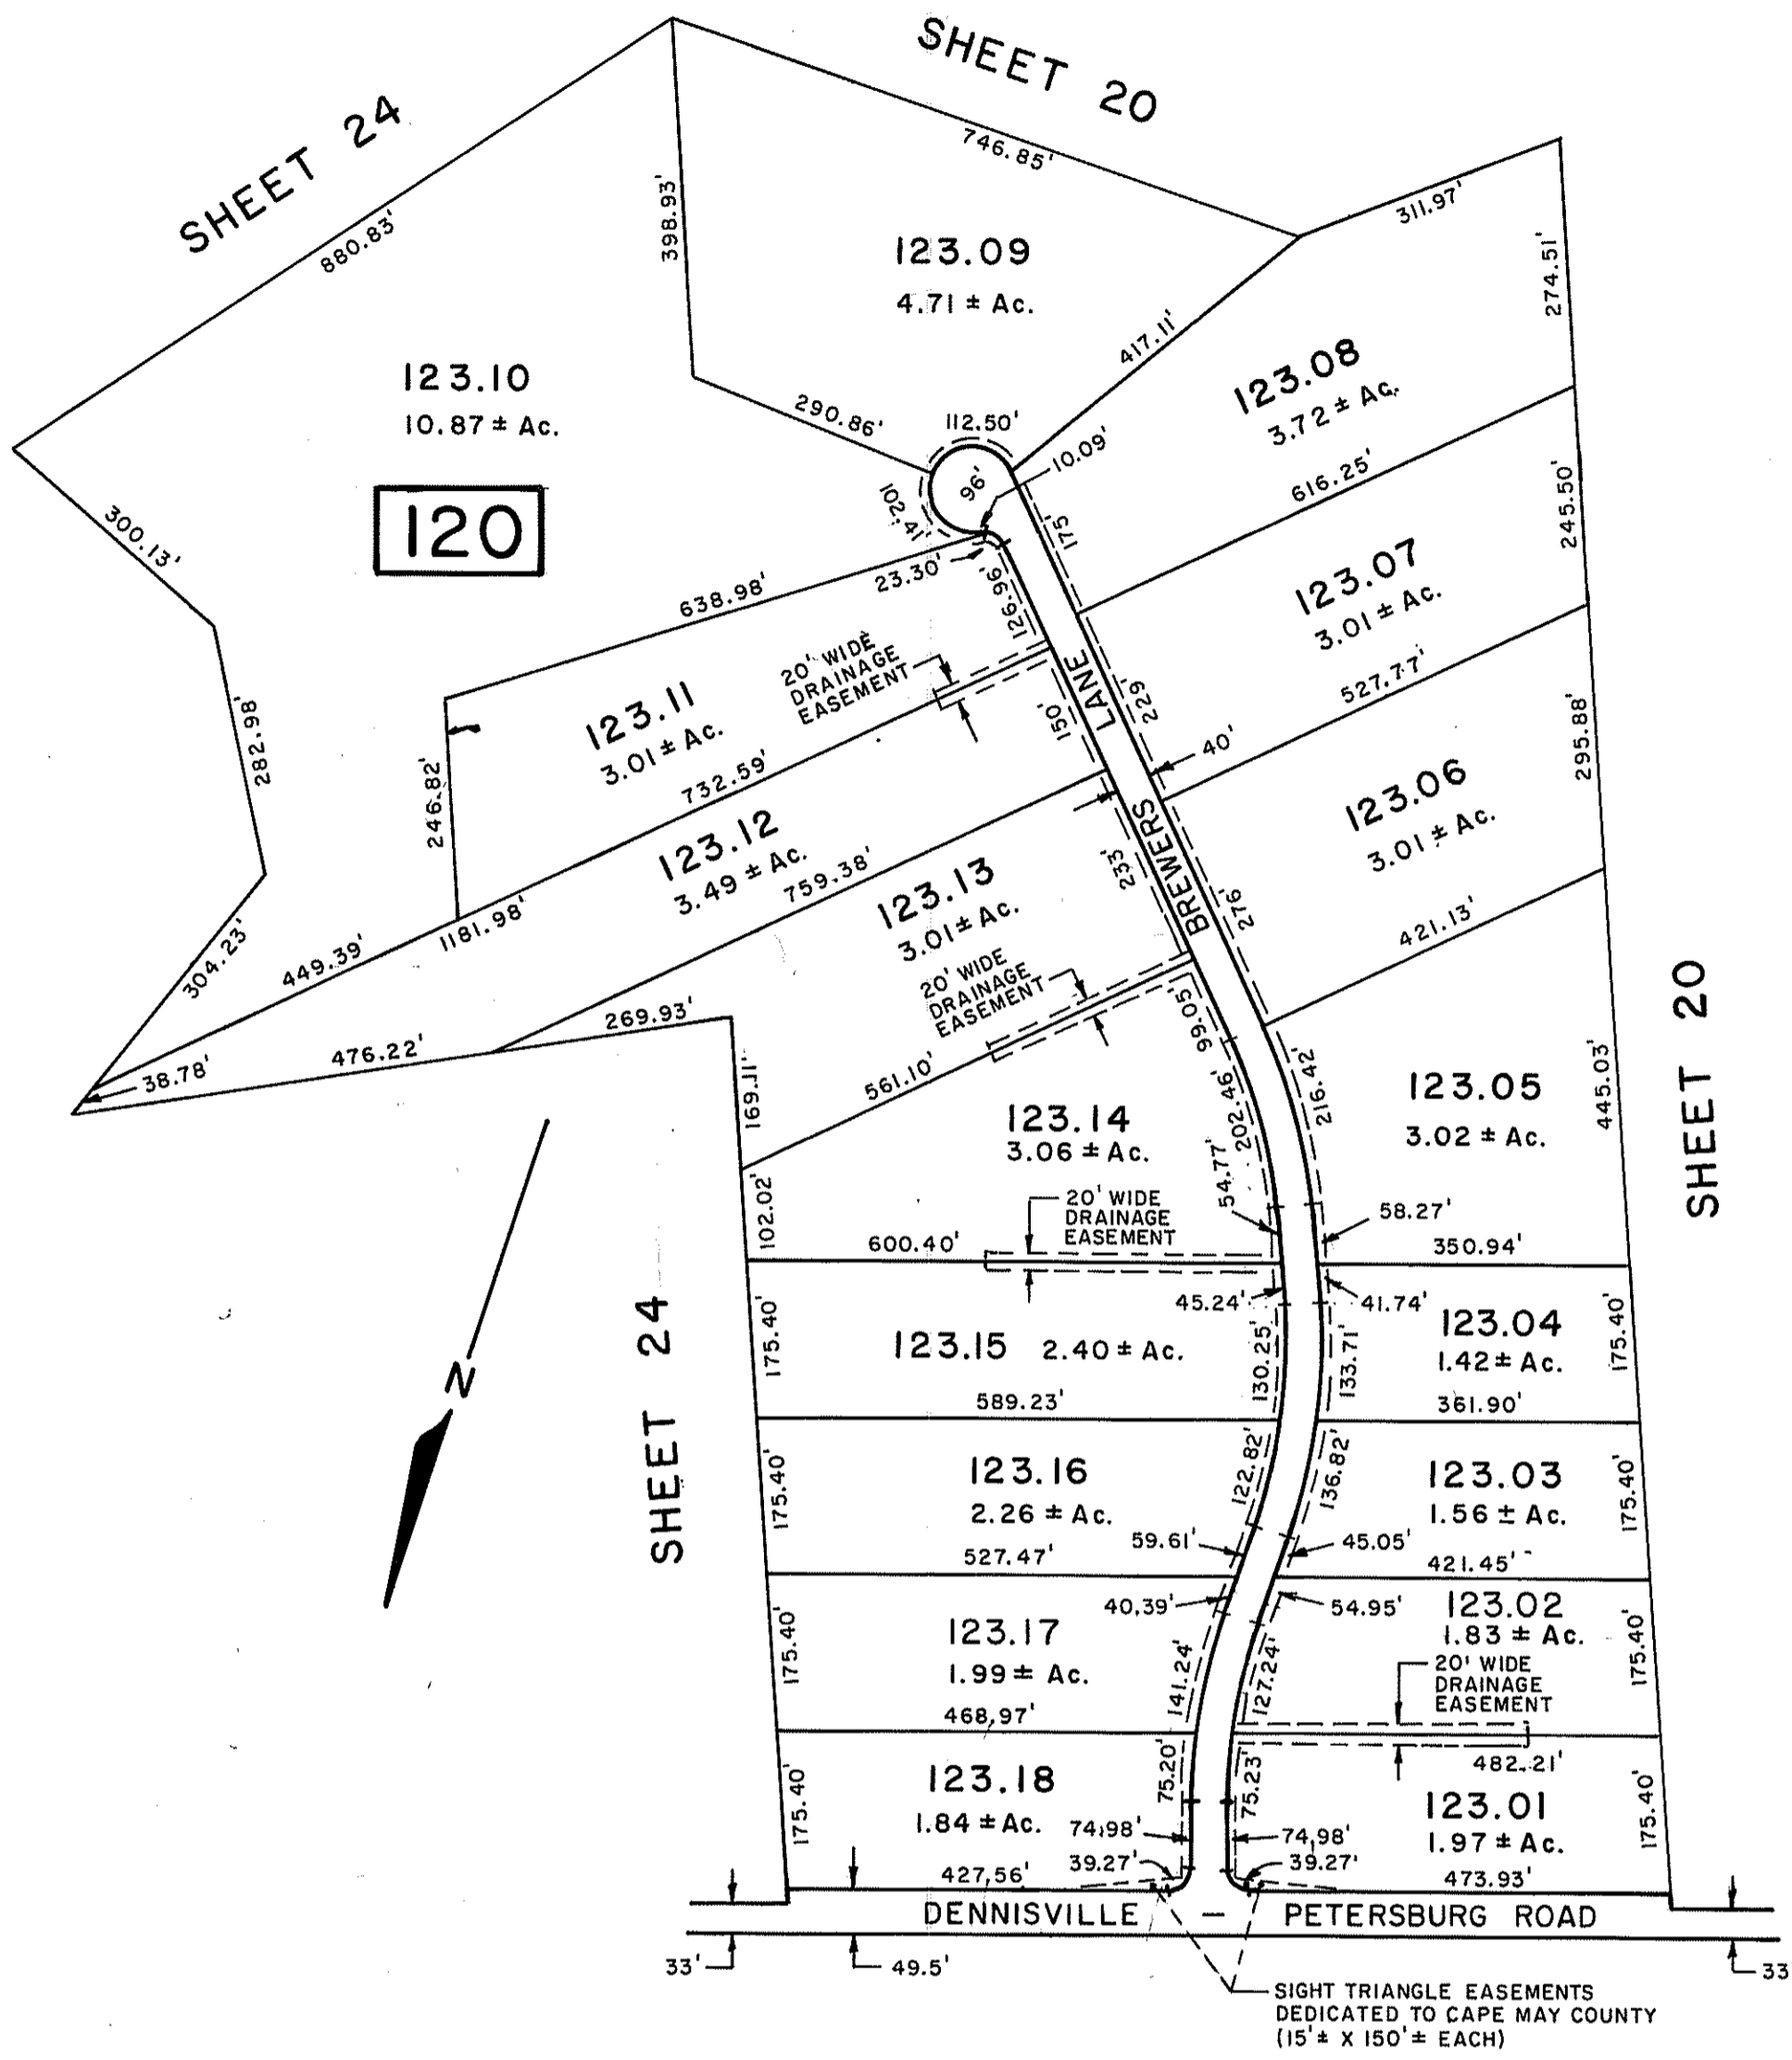 SHEET 20
SHEET 24
746.85'
311.97'
880.83'
398.93'
274.51'
123.09
4.71 ± Ac.
417.11'
123.08
3.72 ± Ac.
123.10
10.87 ± Ac.
290.86'
112.50'
10.09'
96'
616.25'
245.50'
120
300.13'
175'
23.30'
126.96'
638.98'
123.07
3.01 ± Ac.
20' WIDE
DRAINAGE
EASEMENT
527.77'
282.98'
123.11
3.01 ± Ac.
150'
BREWERS LANE
229'
40'
295.88'
246.82'
732.59'
123.06
3.01 ± Ac.
123.12
3.49 ± Ac.
759.38'
233'
123.13
3.01 ± Ac.
276'
421.13'
304.23'
449.39'
1181.98'
20' WIDE
DRAINAGE
EASEMENT
269.93'
476.22'
38.78'
99.05'
SHEET 20
169.11'
561.10'
202.46'
216.42'
123.05
3.02 ± Ac.
445.03'
123.14
3.06 ± Ac.
54.77'
102.02'
20' WIDE
DRAINAGE
EASEMENT
58.27'
600.40'
350.94'
45.24'
41.74'
SHEET 24
175.40'
123.15 2.40 ± Ac.
130.25'
133.71'
123.04
1.42 ± Ac.
175.40'
589.23'
361.90'
N
175.40'
123.16
2.26 ± Ac.
122.82'
136.82'
123.03
1.56 ± Ac.
175.40'
59.61'
45.05'
527.47'
421.45'
40.39'
54.95'
123.02
1.83 ± Ac.
175.40'
123.17
1.99 ± Ac.
141.24'
127.24'
20' WIDE
DRAINAGE
EASEMENT
175.40'
468.97'
482.21'
175.40'
123.18
1.84 ± Ac.
75.20'
75.23'
123.01
1.97 ± Ac.
175.40'
74.98'
74.98'
39.27'
39.27'
427.56'
473.93'
DENNISVILLE – PETERSBURG ROAD
33'
49.5'
33
SIGHT TRIANGLE EASEMENTS
DEDICATED TO CAPE MAY COUNTY
(15'± X 150'± EACH)